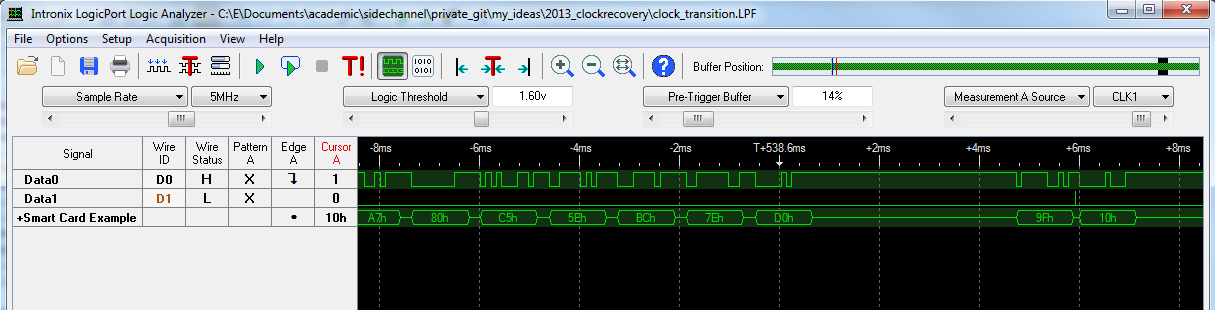 Intronix LogicPort Logic Analyzer - C:\E\Documents\academic\sidechannel\private_git\my_ideas\2013_clockrecovery\clock_transition.LPF
File Options Setup Acquisition View Help
T T! 1010 0101 T ? Buffer Position:
Sample Rate 5MHz Logic Threshold 1.60v Pre-Trigger Buffer 14% Measurement A Source CLK1
Signal Wire ID Wire Status Pattern A Edge A Cursor A -8ms -6ms -4ms -2ms T+538.6ms +2ms +4ms +6ms +8ms
Data0 D0 H X 1
Data1 D1 L X 0
+Smart Card Example 10h A7h 80h C5h 5Eh BCh 7Eh D0h 9Fh 10h